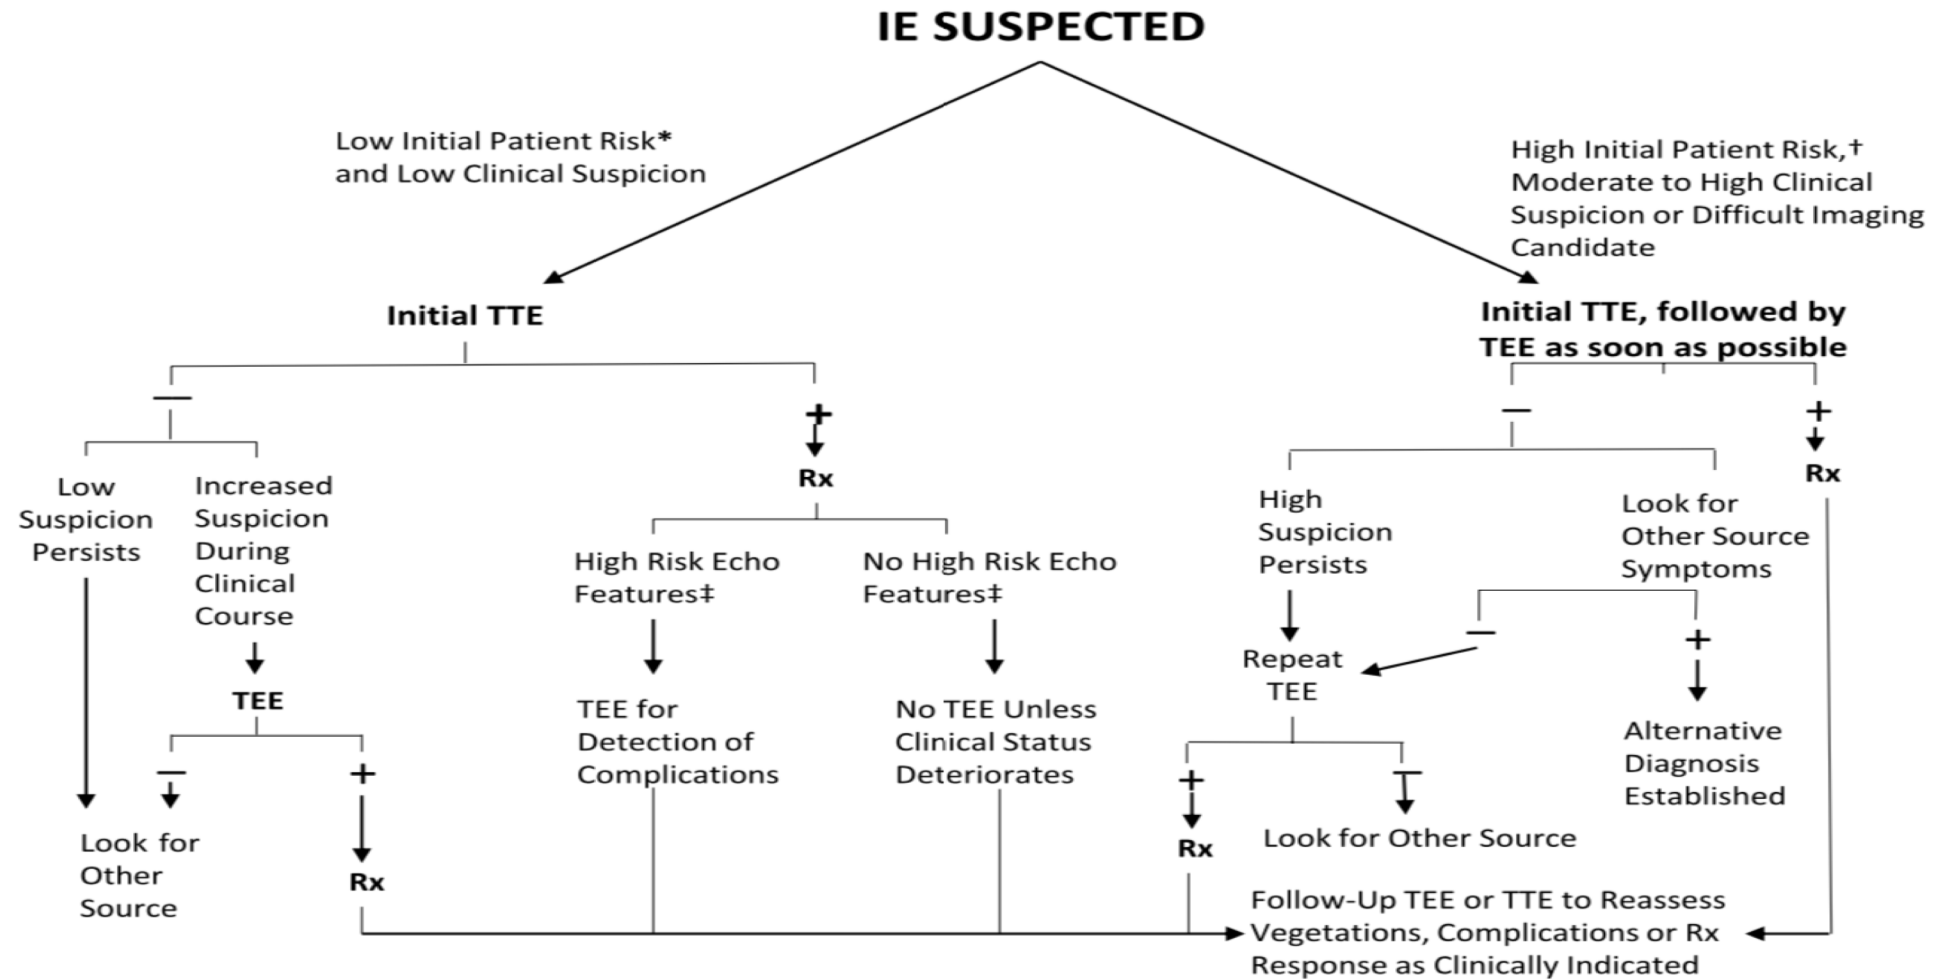 IE SUSPECTED
Low Initial Patient Risk*
and Low Clinical Suspicion
High Initial Patient Risk,†
Moderate to High Clinical
Suspicion or Difficult Imaging
Candidate
Initial TTE
Initial TTE, followed by
TEE as soon as possible
—
+
Rx
—
+
Rx
Low
Suspicion
Persists
Increased
Suspicion
During
Clinical
Course
TEE
—
+
Look for
Other
Source
Rx
High Risk Echo
Features‡
No High Risk Echo
Features‡
TEE for
Detection of
Complications
No TEE Unless
Clinical Status
Deteriorates
High
Suspicion
Persists
Look for
Other Source
Symptoms
—
+
Repeat
TEE
Alternative
Diagnosis
Established
+
—
Rx
Look for Other Source
Follow-Up TEE or TTE to Reassess
Vegetations, Complications or Rx
Response as Clinically Indicated